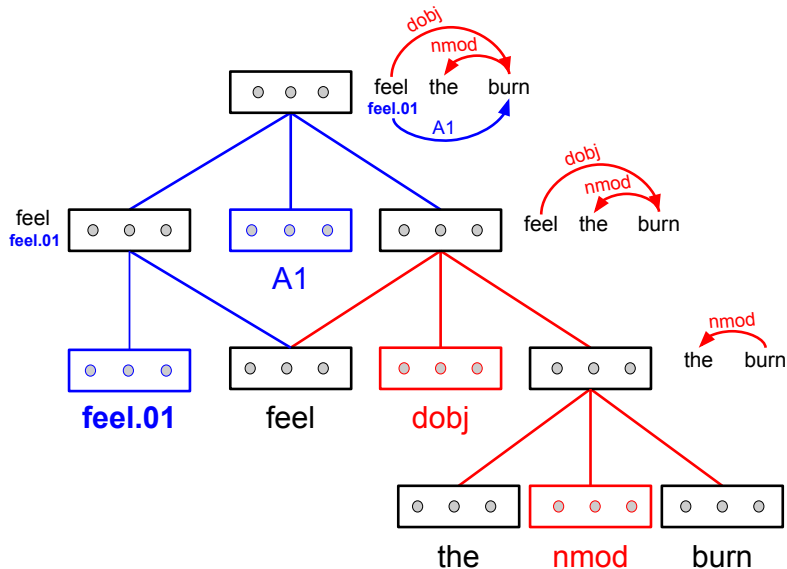 dobj
nmod
feel the burn
feel.01
A1
dobj
nmod
feel the burn
feel
feel.01
A1
nmod
the burn
feel.01 feel dobj
the nmod burn